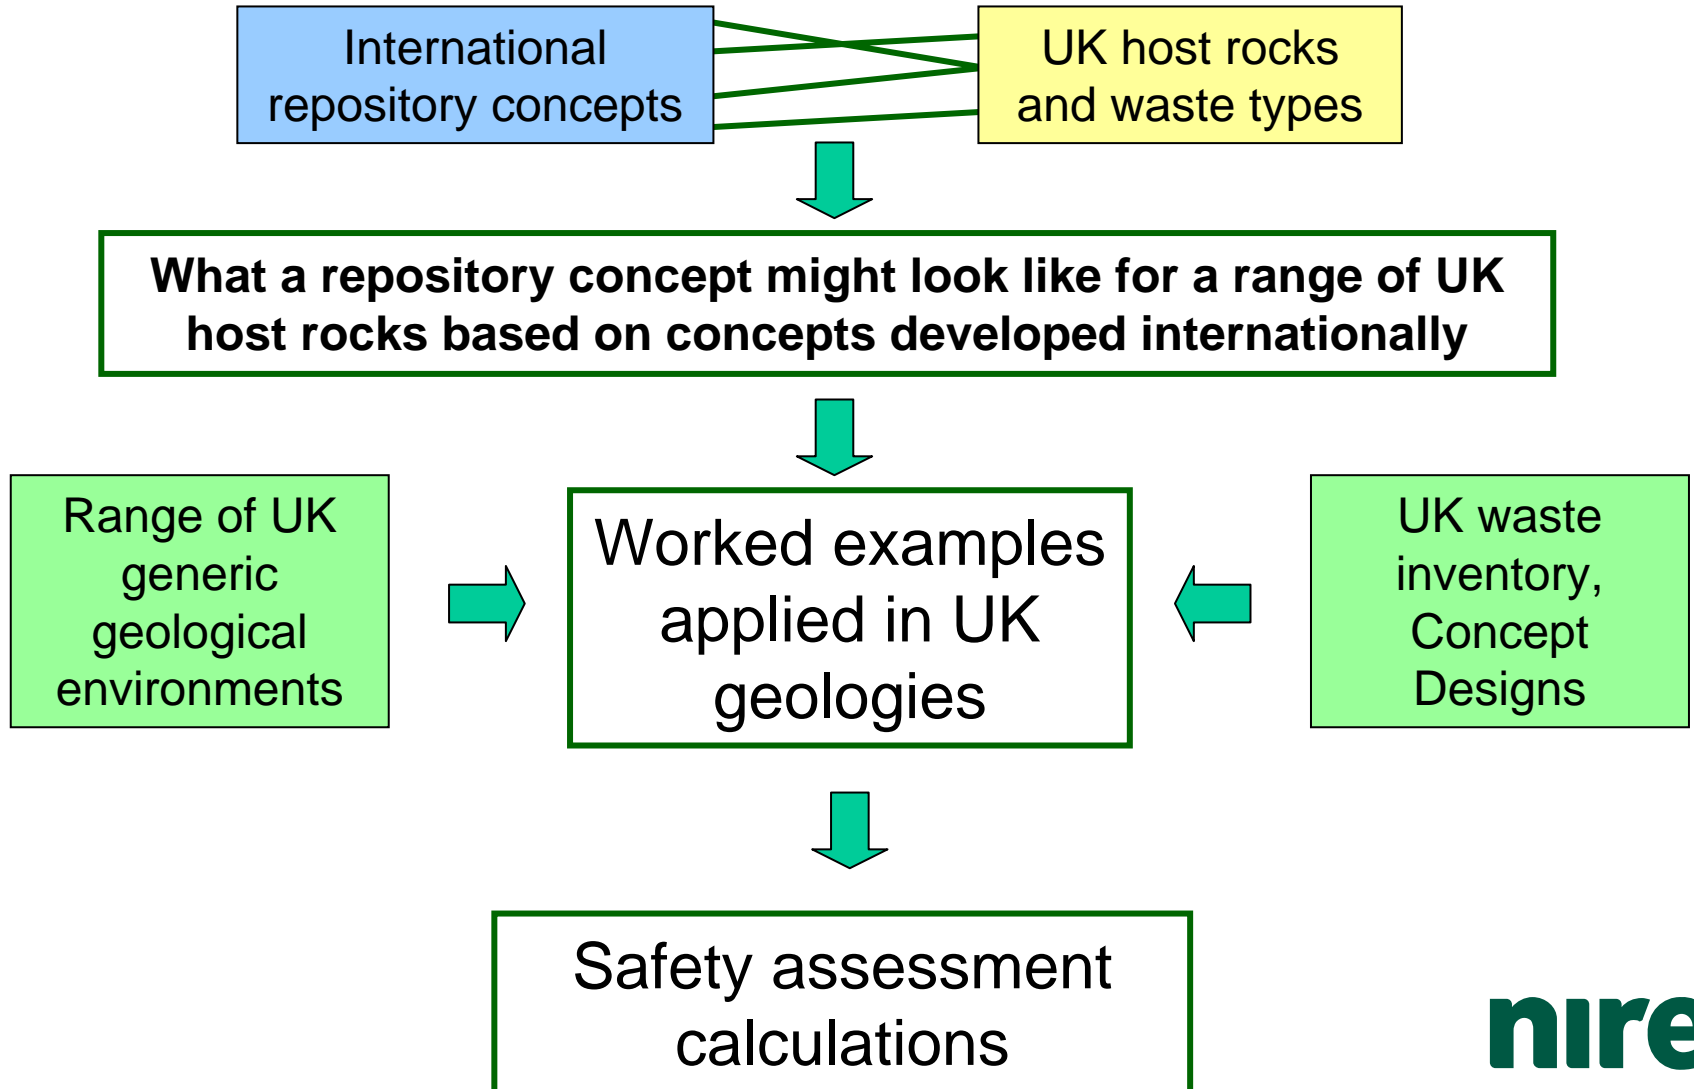 International
repository concepts
UK host rocks
and waste types
What a repository concept might look like for a range of UK
host rocks based on concepts developed internationally
Range of UK
generic
geological
environments
Worked examples
applied in UK
geologies
UK waste
inventory,
Concept
Designs
Safety assessment
calculations
nire